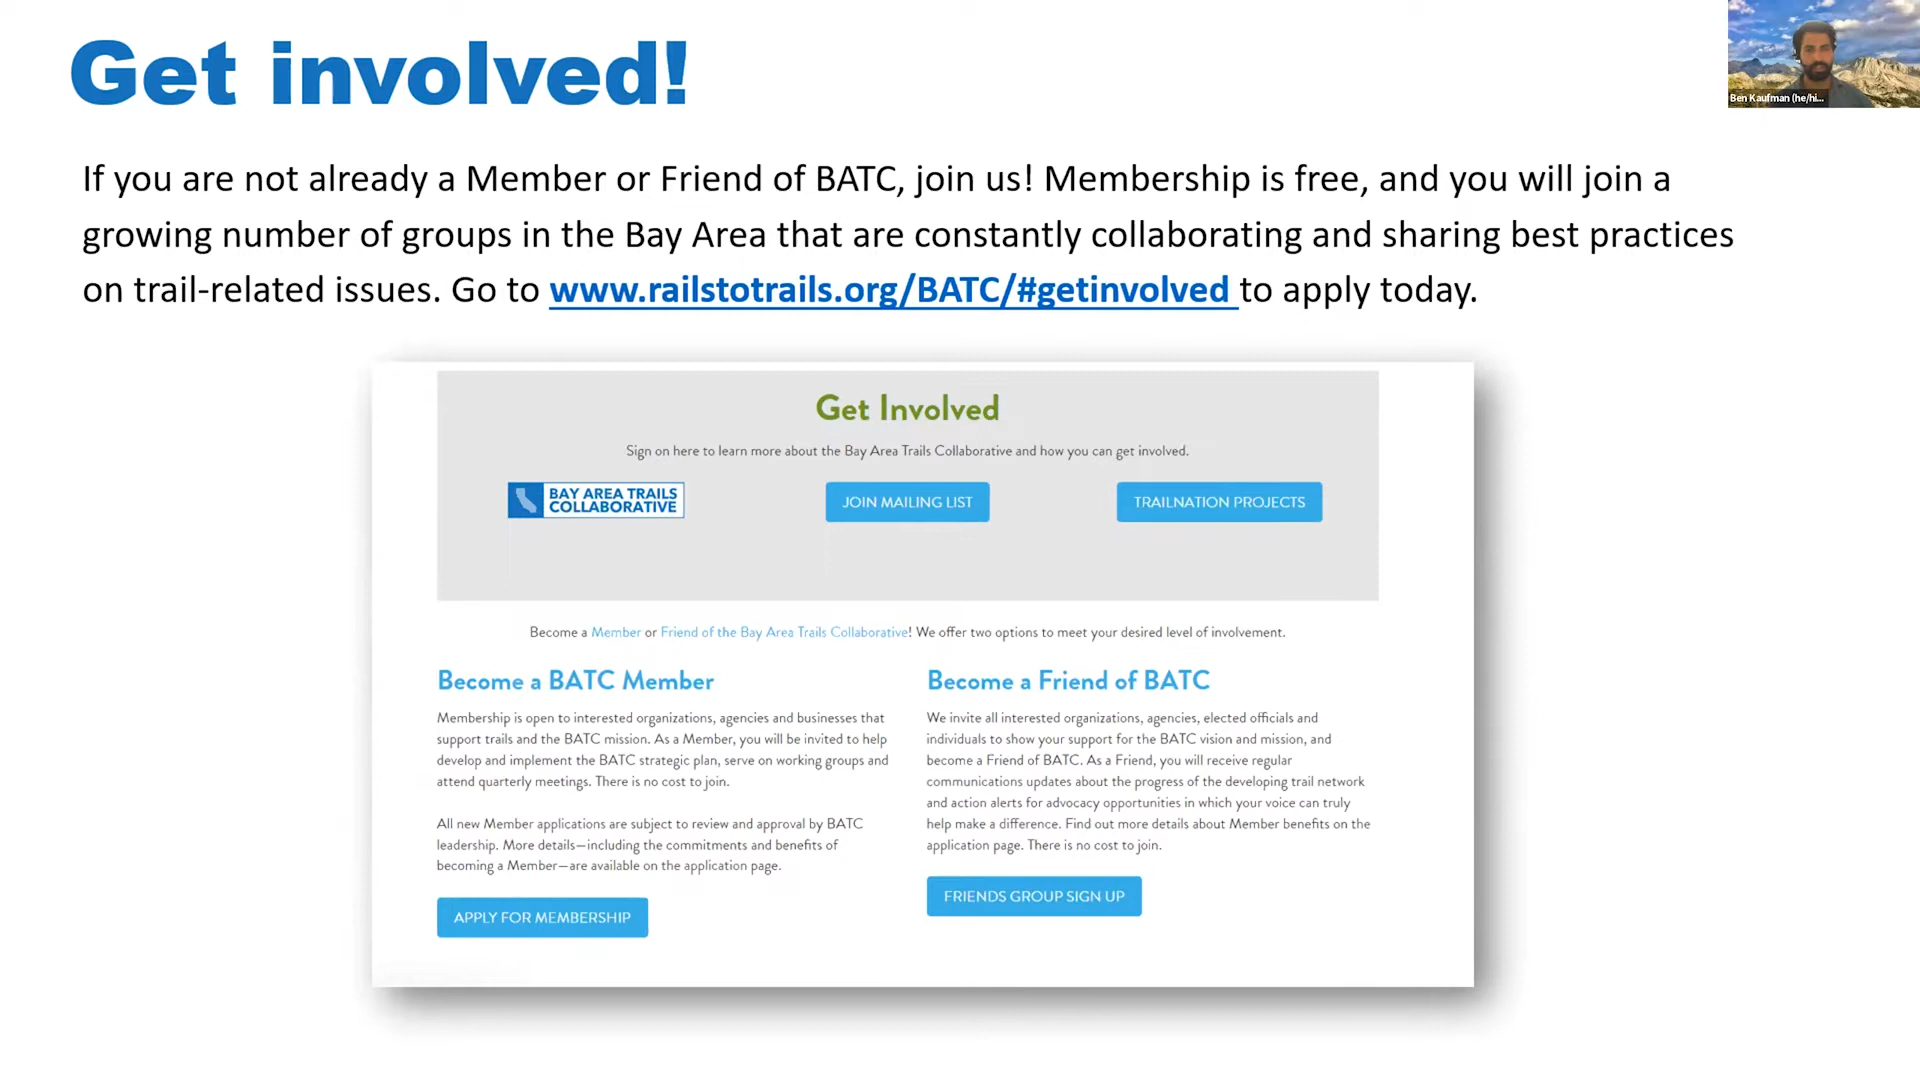 Get involved!
Ben Kaufman (he/hi...
If you are not already a Member or Friend of BATC, join us! Membership is free, and you will join a
growing number of groups in the Bay Area that are constantly collaborating and sharing best practices
on trail-related issues. Go to www.railstotrails.org/BATC/#getinvolved to apply today.
Get Involved
Sign on here to learn more about the Bay Area Trails Collaborative and how you can get involved.
BAY AREA TRAILS
COLLABORATIVE
JOIN MAILING LIST
TRAILNATION PROJECTS
Become a Member or Friend of the Bay Area Trails Collaborative! We offer two options to meet your desired level of involvement.
Become a BATC Member
Membership is open to interested organizations, agencies and businesses that
support trails and the BATC mission. As a Member, you will be invited to help
develop and implement the BATC strategic plan, serve on working groups and
attend quarterly meetings. There is no cost to join.
All new Member applications are subject to review and approval by BATC
leadership. More details—including the commitments and benefits of
becoming a Member—are available on the application page.
APPLY FOR MEMBERSHIP
Become a Friend of BATC
We invite all interested organizations, agencies, elected officials and
individuals to show your support for the BATC vision and mission, and
become a Friend of BATC. As a Friend, you will receive regular
communications updates about the progress of the developing trail network
and action alerts for advocacy opportunities in which your voice can truly
help make a difference. Find out more details about Member benefits on the
application page. There is no cost to join.
FRIENDS GROUP SIGN UP